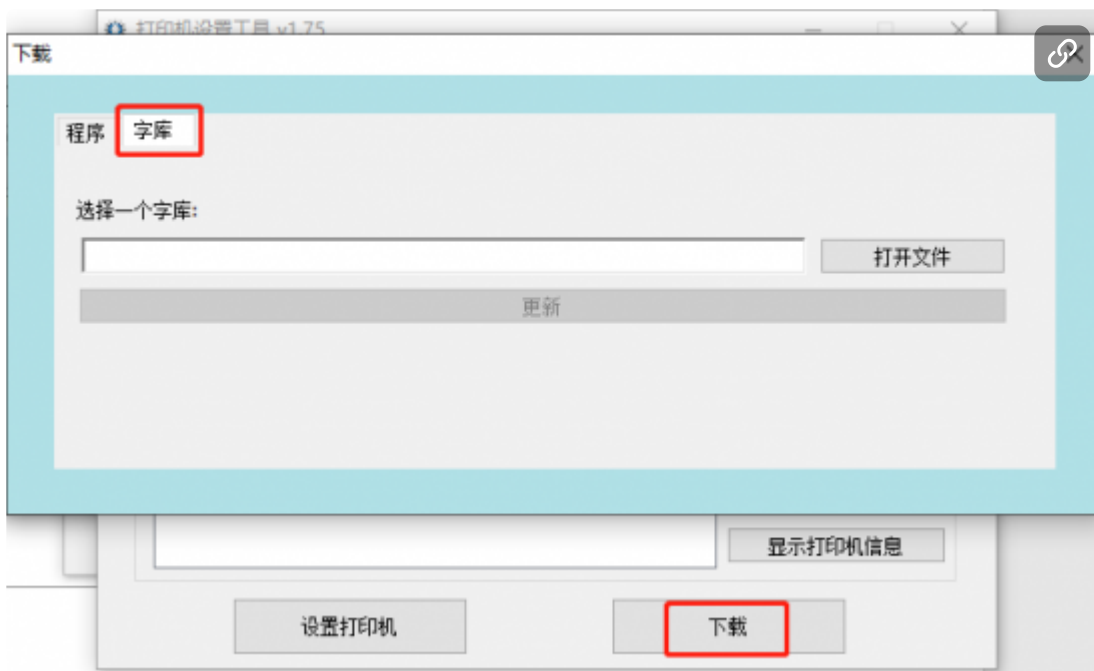 打印机设置工具 v1.75
下载
程序 字库
选择一个字库:
打开文件
更新
显示打印机信息
设置打印机
下载